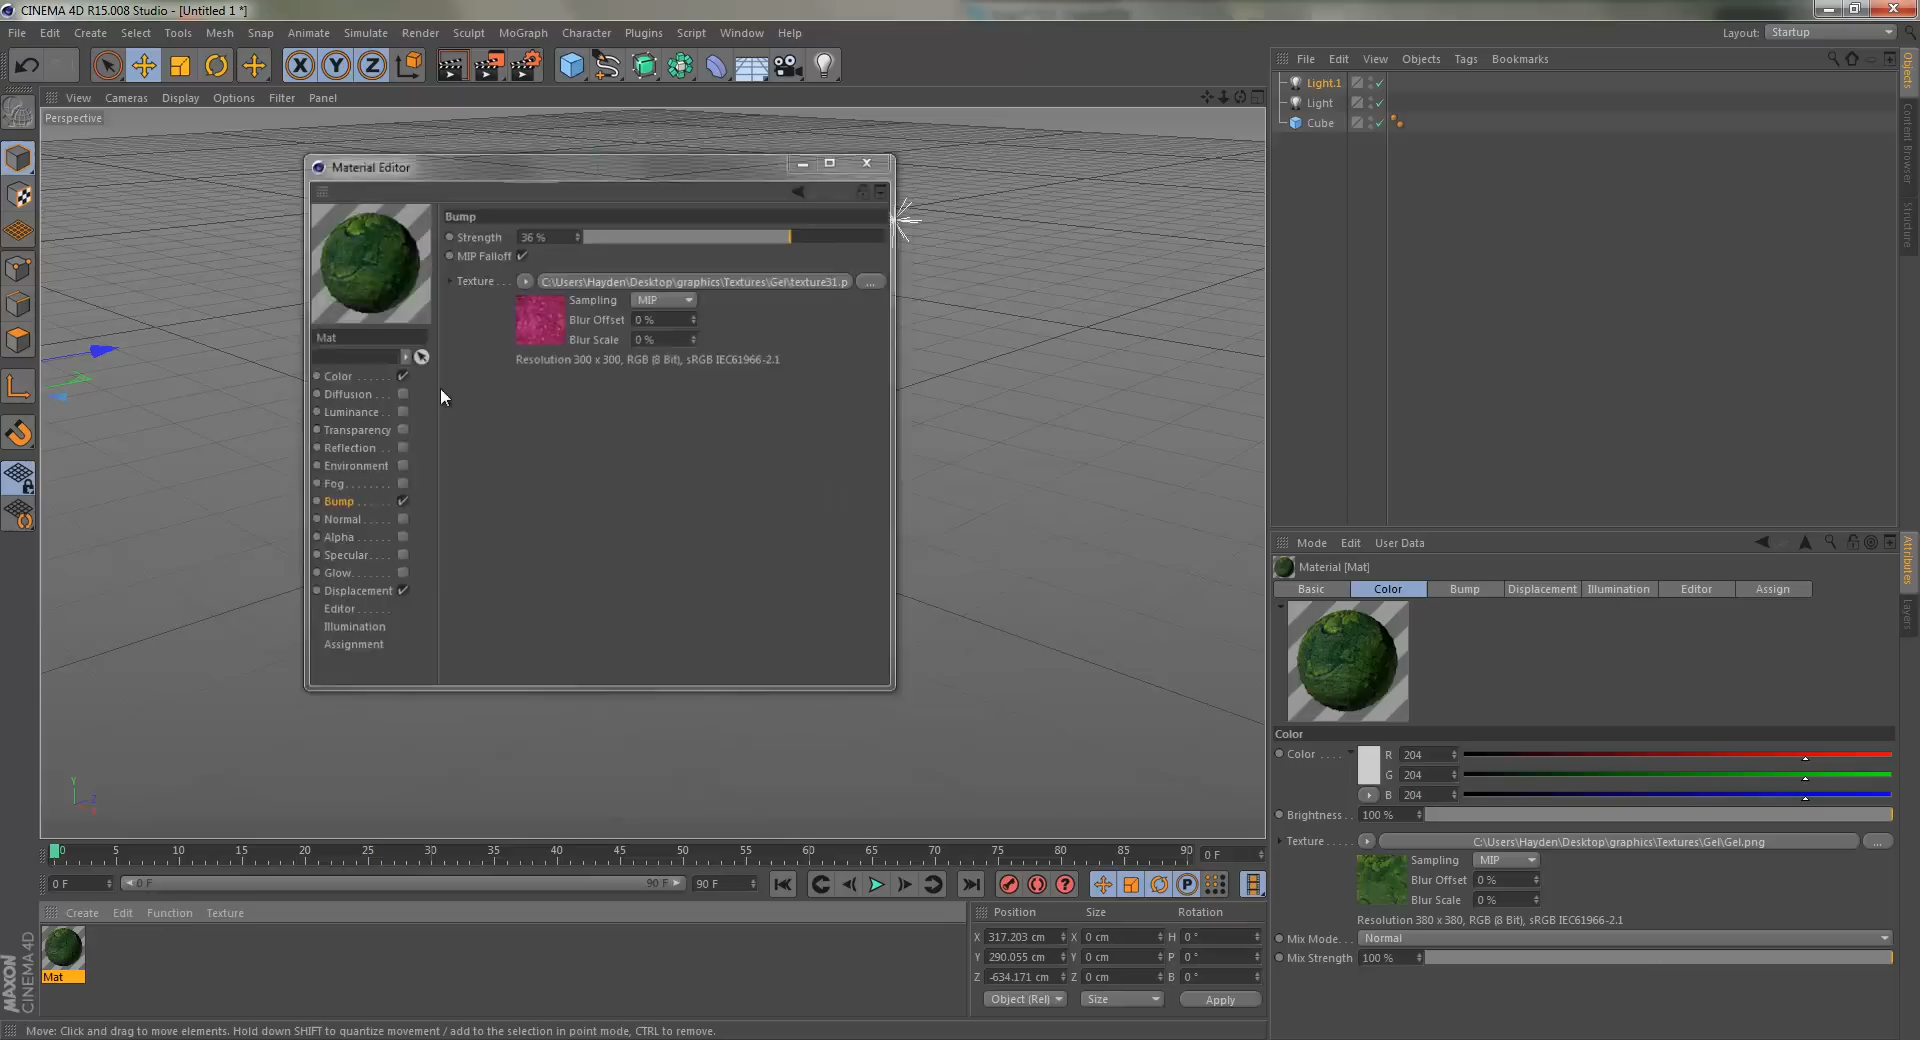 CINEMA 4D R15.008 Studio - [Untitled 1 *]
File Edit Create Select Tools Mesh Snap Animate Simulate Render Sculpt MoGraph Character Plugins Script Window Help
Layout: Startup
View Cameras Display Options Filter Panel
Perspective
Material Editor
Bump
Strength 36 %
MIP Falloff
Texture . . . C:\Users\Hayden\Desktop\graphics\Textures\Gel\texture31.p ...
Sampling MIP
Blur Offset 0 %
Blur Scale 0 %
Resolution 300 x 300, RGB (8 Bit), sRGB IEC61966-2.1
Mat
Color . . . . . .
Diffusion . . .
Luminance . .
Transparency
Reflection . .
Environment
Fog . . . . . . . .
Bump . . . . . .
Normal . . . . .
Alpha . . . . . .
Specular . . . .
Glow . . . . . . .
Displacement
Editor . . . . . .
Illumination
Assignment
File Edit View Objects Tags Bookmarks
Light.1
Light
Cube
Objects
Content Browser
Structure
Mode Edit User Data
Material [Mat]
Basic Color Bump Displacement Illumination Editor Assign
Attributes
Layers
Color
Color . . . . R 204
G 204
B 204
Brightness . . 100 %
Texture . . . . . C:\Users\Hayden\Desktop\graphics\Textures\Gel\Gel.png ...
Sampling MIP
Blur Offset 0 %
Blur Scale 0 %
Resolution 380 x 380, RGB (8 Bit), sRGB IEC61966-2.1
Mix Mode. . . Normal
Mix Strength 100 %
0 5 10 15 20 25 30 35 40 45 50 55 60 65 70 75 80 85 90 0 F
0 F 0 F 90 F 90 F
Create Edit Function Texture
Mat
MAXON
CINEMA 4D
Position Size Rotation
X 317.203 cm X 0 cm H 0 °
Y 290.055 cm Y 0 cm P 0 °
Z -634.171 cm Z 0 cm B 0 °
Object (Rel) Size Apply
Move: Click and drag to move elements. Hold down SHIFT to quantize movement / add to the selection in point mode, CTRL to remove.